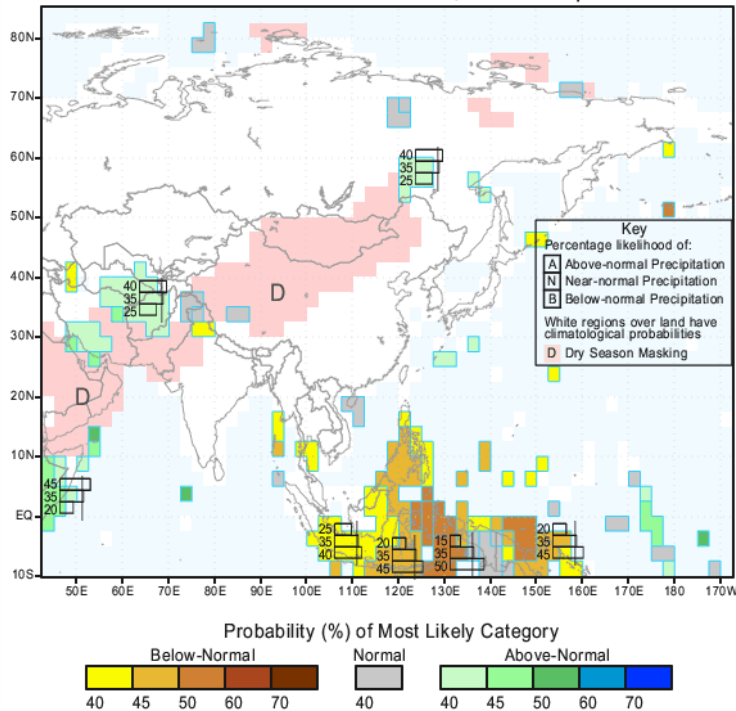 80N
70N
60N
50N
40N
30N
20N
10N
EQ
10S
40
35
25
40
35
25
D
D
45
35
20
25
35
40
20
35
45
15
35
50
20
35
45
Key
Percentage likelihood of:
A Above-normal Precipitation
N Near-normal Precipitation
B Below-normal Precipitation
White regions over land have
climatological probabilities
D Dry Season Masking
50E 60E 70E 80E 90E 100E 110E 120E 130E 140E 150E 160E 170E 180 170W
Probability (%) of Most Likely Category
Below-Normal Normal Above-Normal
40 45 50 60 70 40 40 45 50 60 70